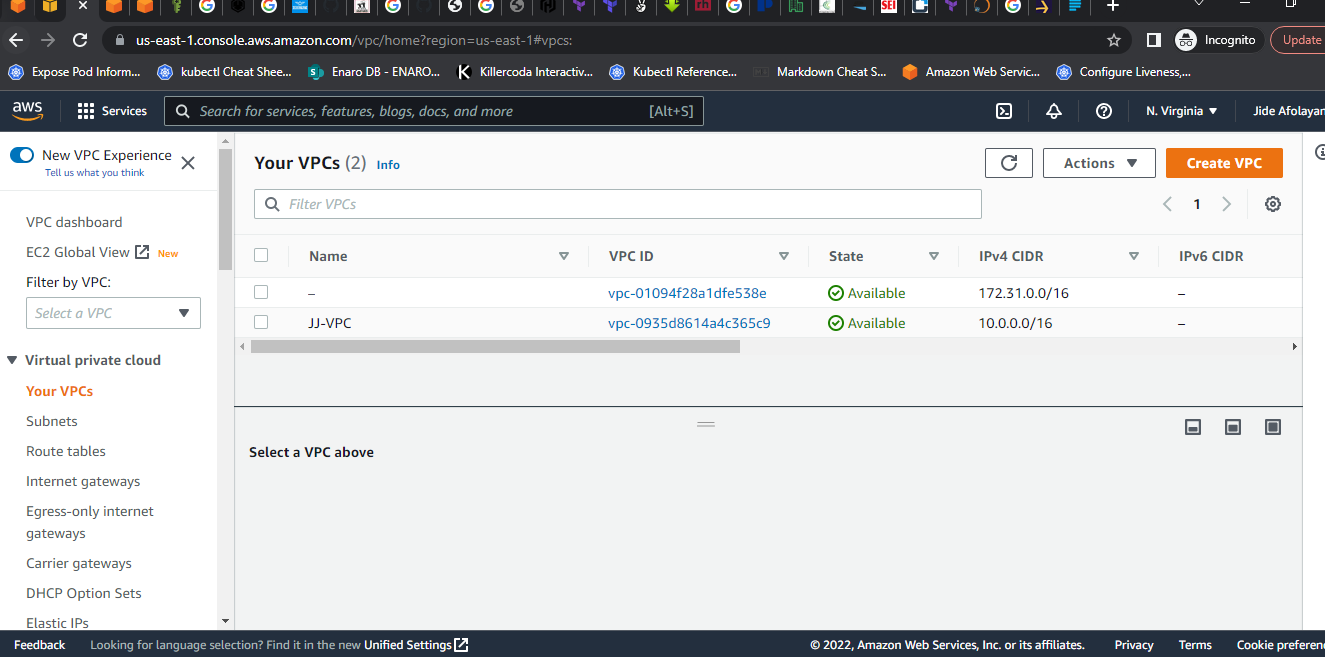 SEI
us-east-1.console.aws.amazon.com/vpc/home?region=us-east-1#vpcs:
Incognito
Update
Expose Pod Inform...
kubectl Cheat Shee...
Enaro DB - ENARO...
Killercoda Interactiv...
Kubectl Reference...
Markdown Cheat S...
Amazon Web Servic...
Configure Liveness,...
aws
Services
Search for services, features, blogs, docs, and more
[Alt+S]
N. Virginia
Jide Afolayan
New VPC Experience
Tell us what you think
VPC dashboard
EC2 Global View
New
Filter by VPC:
Select a VPC
Virtual private cloud
Your VPCs
Subnets
Route tables
Internet gateways
Egress-only internet
gateways
Carrier gateways
DHCP Option Sets
Elastic IPs
Your VPCs (2) Info
Actions
Create VPC
Filter VPCs
1
Name VPC ID State IPv4 CIDR IPv6 CIDR
– vpc-01094f28a1dfe538e Available 172.31.0.0/16 –
JJ-VPC vpc-0935d8614a4c365c9 Available 10.0.0.0/16 –
Select a VPC above
Feedback
Looking for language selection? Find it in the new Unified Settings
© 2022, Amazon Web Services, Inc. or its affiliates.
Privacy
Terms
Cookie preferen